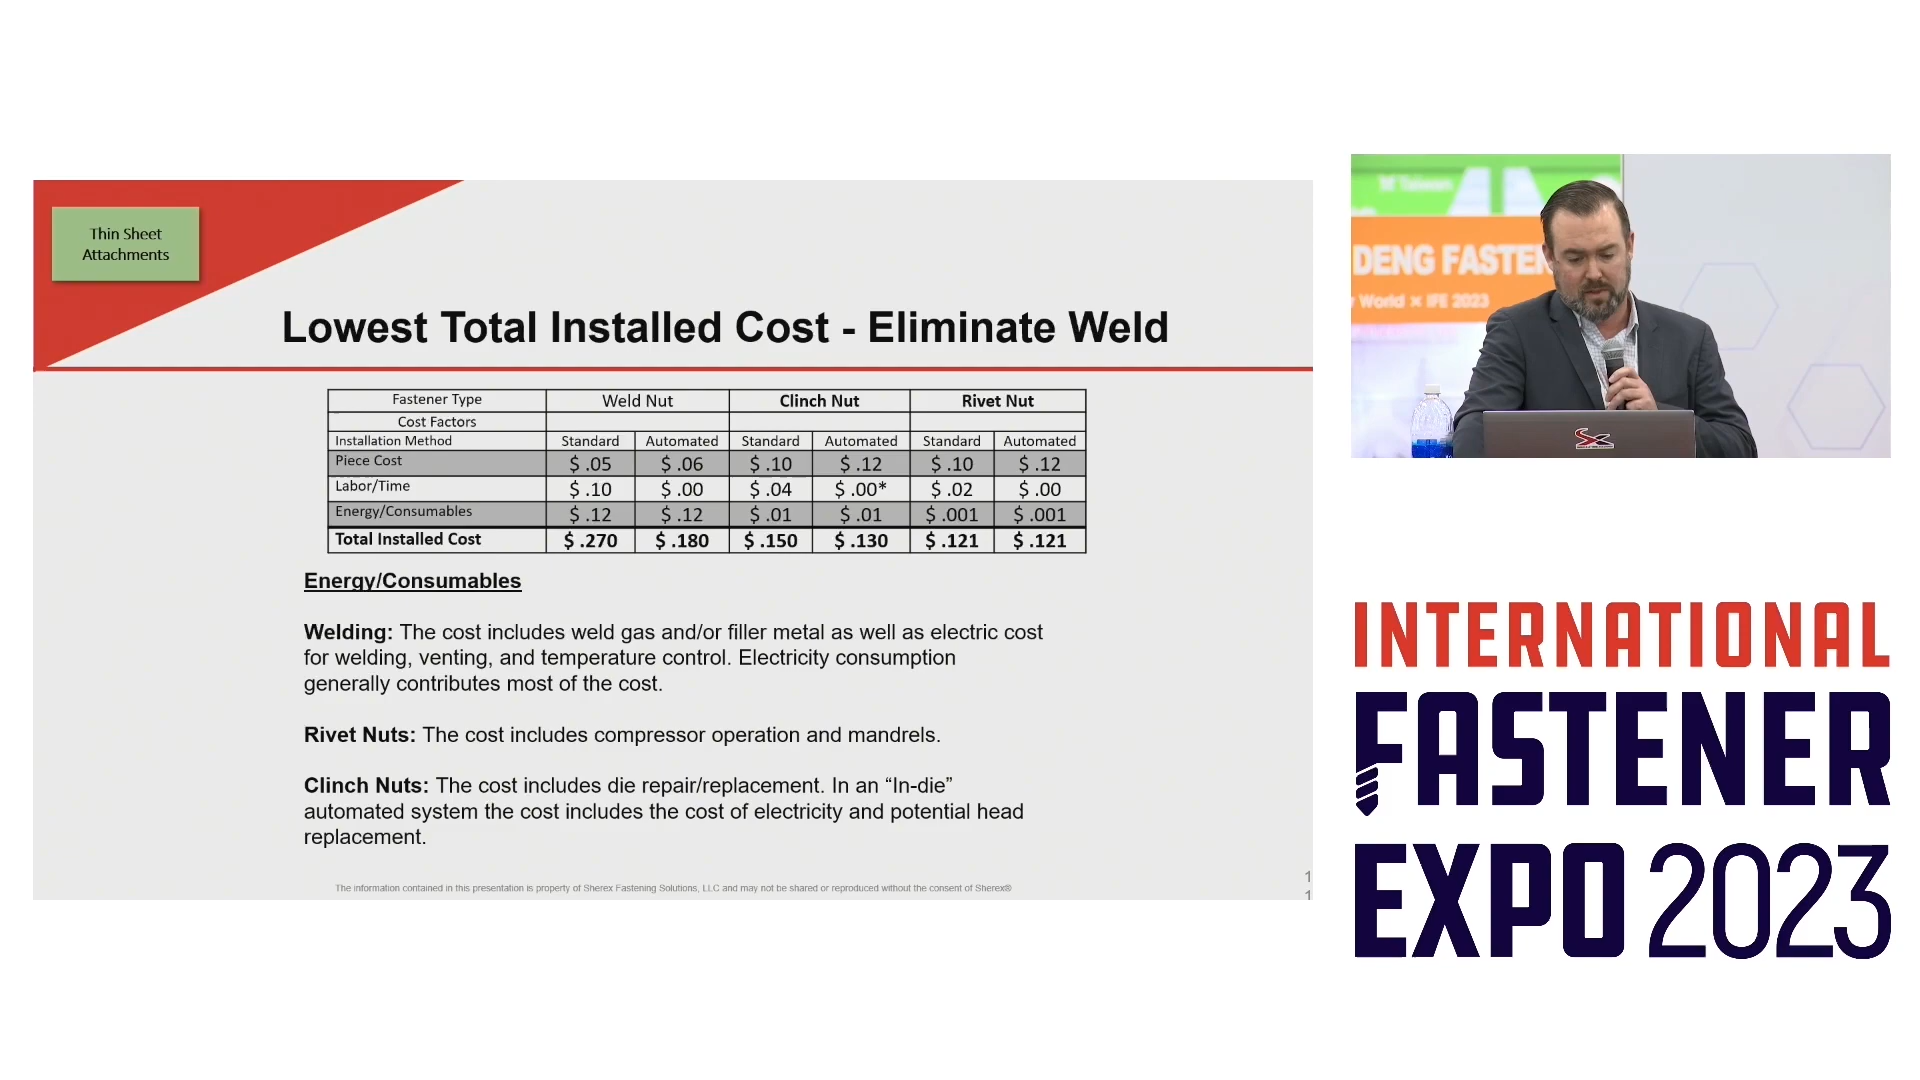 Thin Sheet
Attachments
Lowest Total Installed Cost - Eliminate Weld
Fastener Type Weld Nut Clinch Nut Rivet Nut
Cost Factors
Installation Method Standard Automated Standard Automated Standard Automated
Piece Cost $ .05 $ .06 $ .10 $ .12 $ .10 $ .12
Labor/Time $ .10 $ .00 $ .04 $ .00* $ .02 $ .00
Energy/Consumables $ .12 $ .12 $ .01 $ .01 $ .001 $ .001
Total Installed Cost $ .270 $ .180 $ .150 $ .130 $ .121 $ .121
Energy/Consumables
Welding: The cost includes weld gas and/or filler metal as well as electric cost
for welding, venting, and temperature control. Electricity consumption
generally contributes most of the cost.
Rivet Nuts: The cost includes compressor operation and mandrels.
Clinch Nuts: The cost includes die repair/replacement. In an “In-die”
automated system the cost includes the cost of electricity and potential head
replacement.
The information contained in this presentation is property of Sherex Fastening Solutions, LLC and may not be shared or reproduced without the consent of Sherex®
1
1
Taiwan
DENG FASTEN
r World × IFE 2023
INTERNATIONAL
FASTENER
EXPO 2023